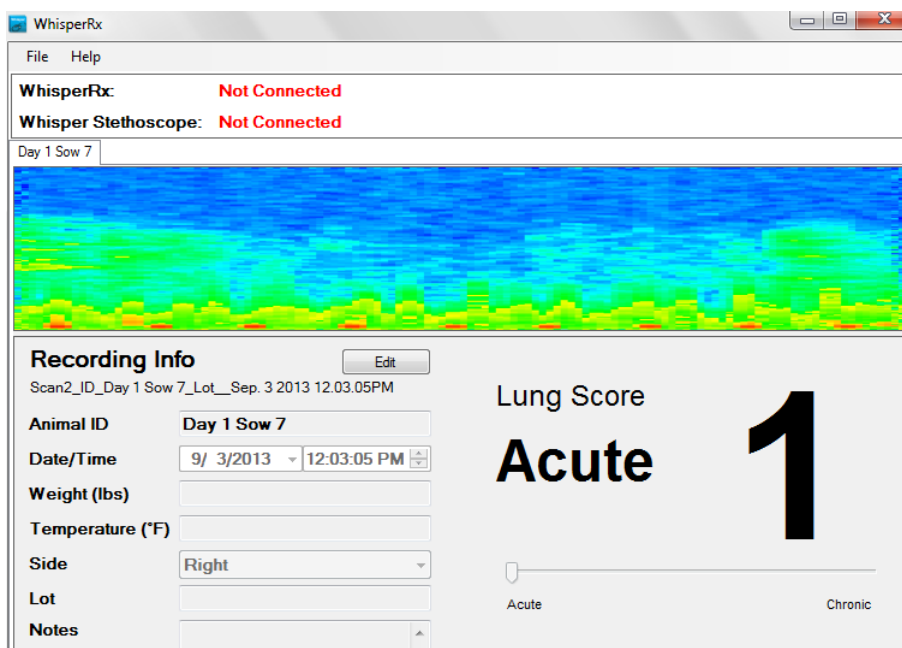 WhisperRx
File Help
WhisperRx: Not Connected
Whisper Stethoscope: Not Connected
Day 1 Sow 7
Recording Info Edit
Scan2_ID_Day 1 Sow 7_Lot__Sep. 3 2013 12.03.05PM
Animal ID Day 1 Sow 7
Date/Time 9/ 3/2013 12:03:05 PM
Weight (lbs)
Temperature (°F)
Side Right
Lot
Notes
Lung Score
Acute 1
Acute Chronic